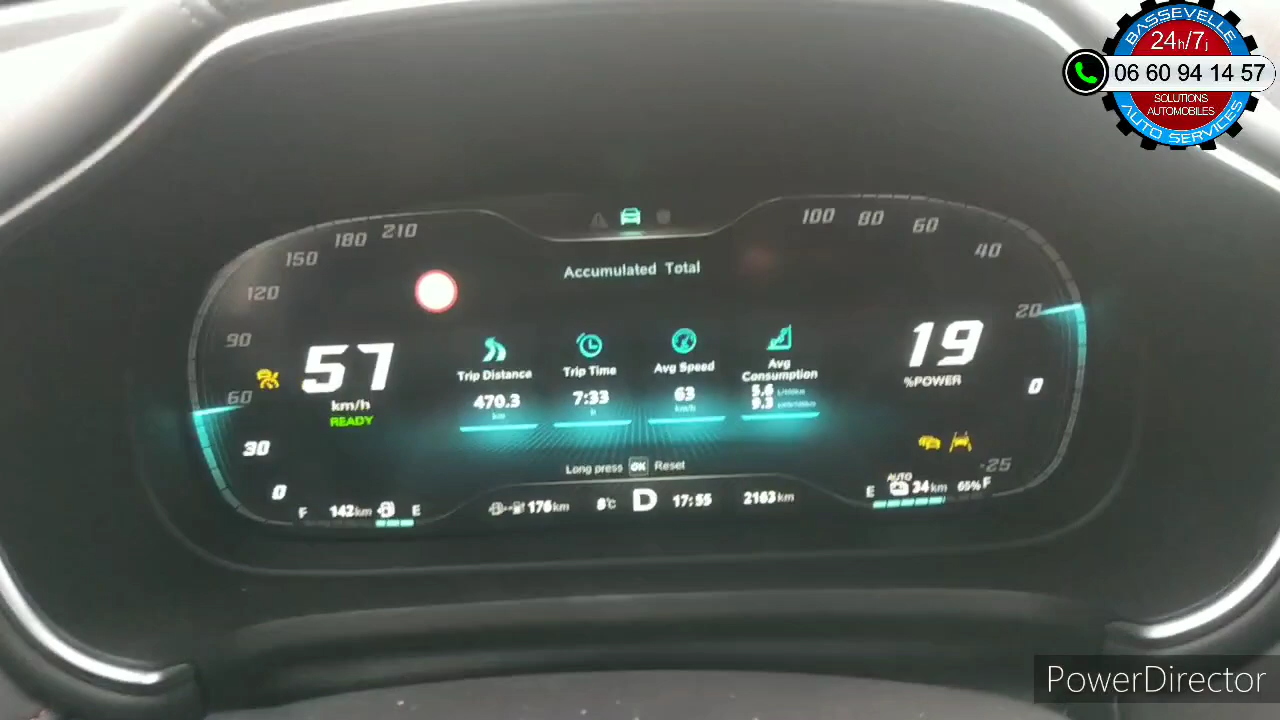 BASSEVELLE
24h/7j
06 60 94 14 57
SOLUTIONS
AUTOMOBILES
AUTO SERVICES
210
180
150
120
90
60
30
0
100
80
60
40
20
0
-25
Accumulated Total
57
km/h
READY
Trip Distance
470.3
km
Trip Time
7:33
h
Avg Speed
63
km/h
Avg
Consumption
5.6
9.3
19
%POWER
Long press OK Reset
F 142km E
176km 8°C D 17:55 2163km
AUTO
E 34km 65% F
PowerDirector